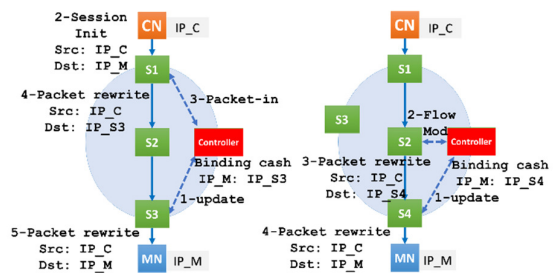 2-Session
Init
Src: IP_C
Dst: IP_M
CN
IP_C
S1
4-Packet rewrite
Src: IP_C
Dst: IP_S3
3-Packet-in
S2
Controller
Binding cash
IP_M: IP_S3
1-update
S3
5-Packet rewrite
Src: IP_C
Dst: IP_M
MN
IP_M
CN
IP_C
S1
S3
2-Flow
Mod
S2
Controller
3-Packet rewrite
Src: IP_C
Dst: IP_S4
Binding cash
IP_M: IP_S4
1-update
S4
4-Packet rewrite
Src: IP_C
Dst: IP_M
MN
IP_M